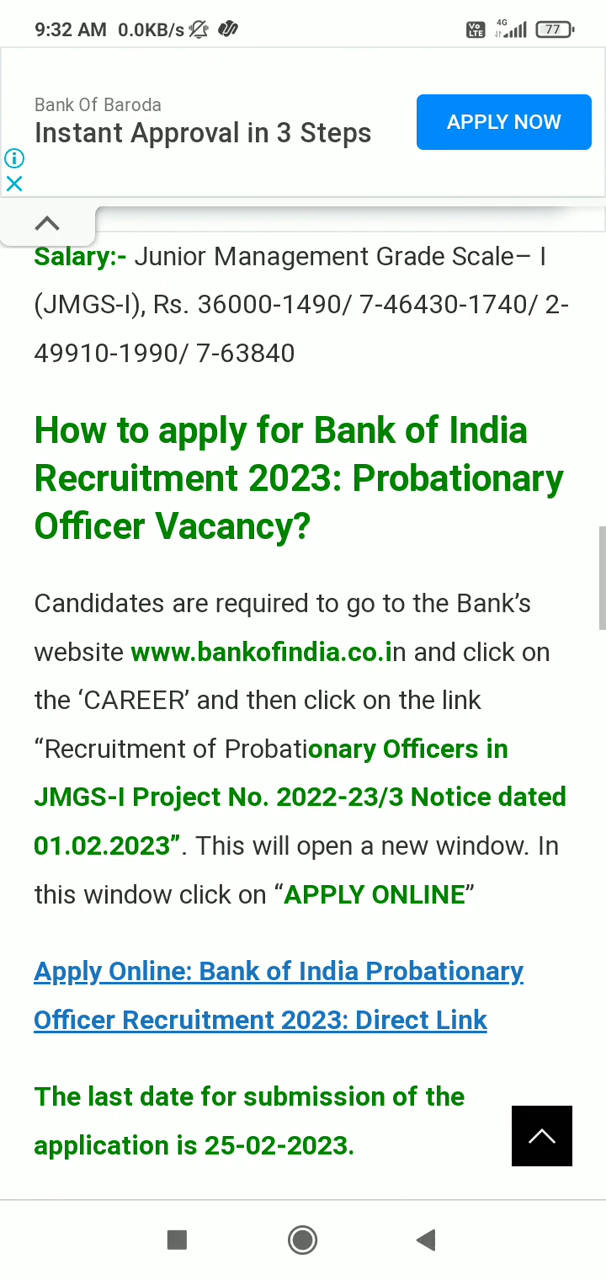 9:32 AM 0.0KB/s Vo LTE 4G 77
Bank Of Baroda
Instant Approval in 3 Steps
APPLY NOW
Salary:- Junior Management Grade Scale– I
(JMGS-I), Rs. 36000-1490/ 7-46430-1740/ 2-
49910-1990/ 7-63840
How to apply for Bank of India
Recruitment 2023: Probationary
Officer Vacancy?
Candidates are required to go to the Bank’s
website www.bankofindia.co.in and click on
the ‘CAREER’ and then click on the link
“Recruitment of Probationary Officers in
JMGS-I Project No. 2022-23/3 Notice dated
01.02.2023”. This will open a new window. In
this window click on “APPLY ONLINE”
Apply Online: Bank of India Probationary
Officer Recruitment 2023: Direct Link
The last date for submission of the
application is 25-02-2023.